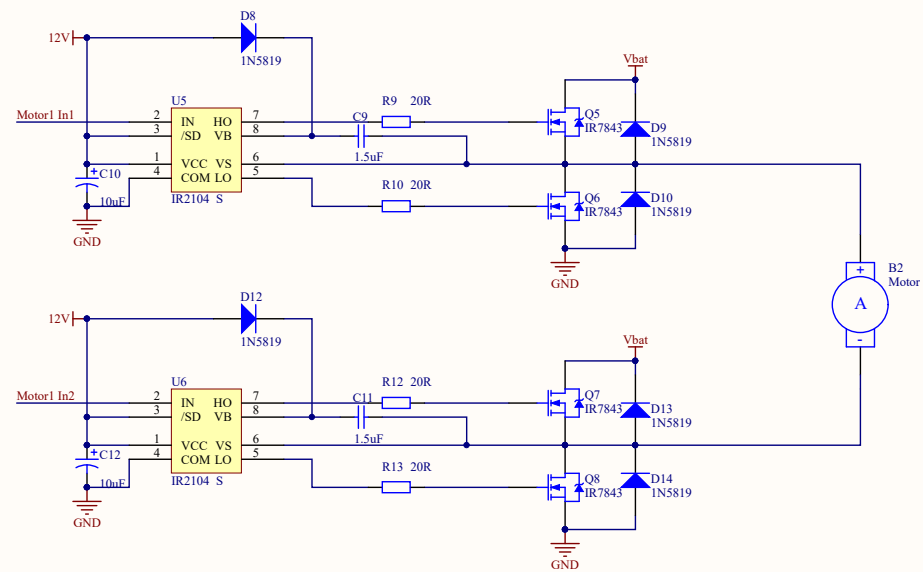 D8
12V
1N5819
Vbat
U5
R9 20R
Motor1 In1
2
IN
HO
7
C9
Q5
3
/SD
VB
8
IR7843
D9
1N5819
1
VCC
VS
6
1.5uF
4
COM
LO
5
+
C10
R10 20R
Q6
D10
10uF
IR2104 S
IR7843
1N5819
GND
GND
B2
Motor
+
A
-
D12
12V
1N5819
Vbat
U6
R12 20R
Motor1 In2
2
IN
HO
7
C11
Q7
3
/SD
VB
8
IR7843
D13
1N5819
1
VCC
VS
6
1.5uF
4
COM
LO
5
+
C12
R13 20R
Q8
D14
10uF
IR2104 S
IR7843
1N5819
GND
GND